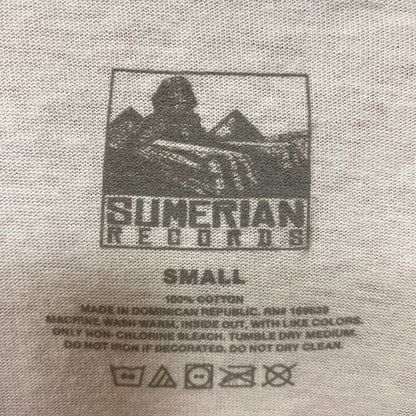 SUMERIAN
RECORDS
SMALL
100% COTTON
MADE IN DOMINICAN REPUBLIC. RN# 169639
MACHINE WASH WARM, INSIDE OUT, WITH LIKE COLORS.
ONLY NON- CHLORINE BLEACH. TUMBLE DRY MEDIUM.
DO NOT IRON IF DECORATED. DO NOT DRY CLEAN.